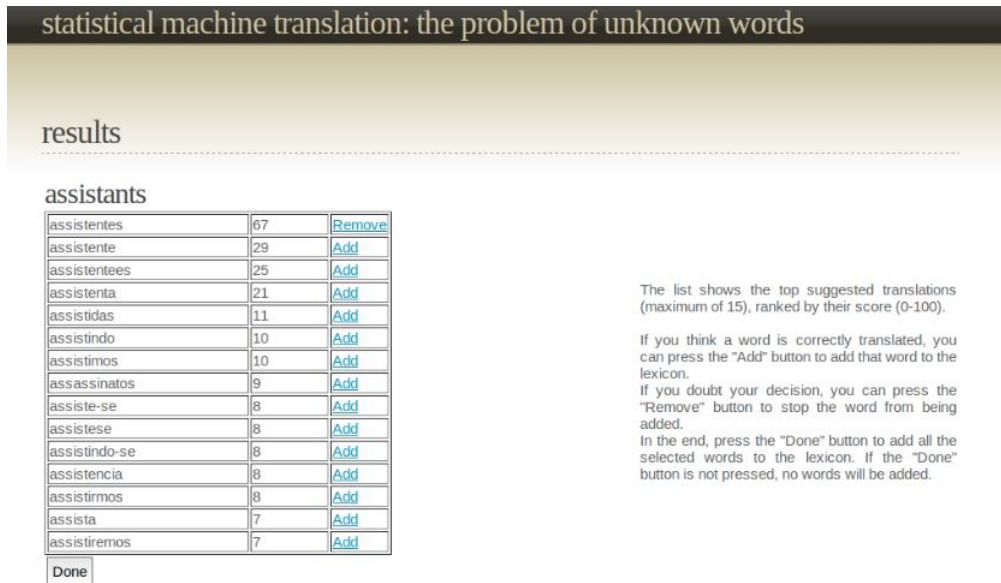 statistical machine translation: the problem of unknown words
results
assistants
assistentes 67 Remove
assistente 29 Add
assistentees 25 Add
assistenta 21 Add
assistidas 11 Add
assistindo 10 Add
assistimos 10 Add
assassinatos 9 Add
assiste-se 8 Add
assistese 8 Add
assistindo-se 8 Add
assistencia 8 Add
assistirmos 8 Add
assista 7 Add
assistiremos 7 Add
Done
The list shows the top suggested translations
(maximum of 15), ranked by their score (0-100).
If you think a word is correctly translated, you
can press the "Add" button to add that word to the
lexicon.
If you doubt your decision, you can press the
"Remove" button to stop the word from being
added.
In the end, press the "Done" button to add all the
selected words to the lexicon. If the "Done"
button is not pressed, no words will be added.